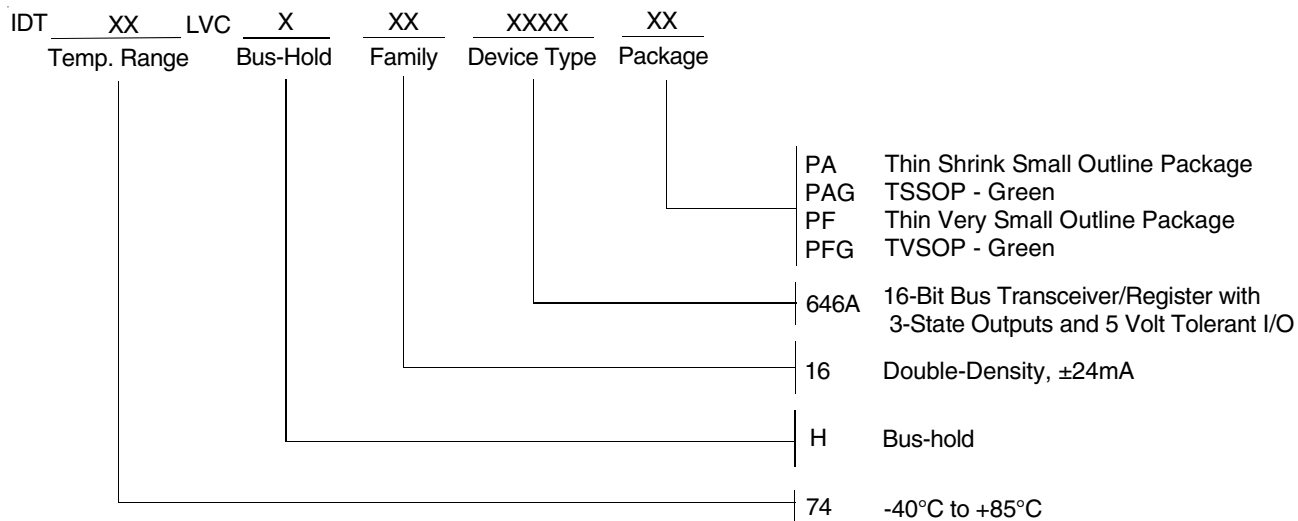 IDT XX LVC X XX XXXX XX
Temp. Range Bus-Hold Family Device Type Package
PA Thin Shrink Small Outline Package
PAG TSSOP - Green
PF Thin Very Small Outline Package
PFG TVSOP - Green
646A 16-Bit Bus Transceiver/Register with
3-State Outputs and 5 Volt Tolerant I/O
16 Double-Density, ±24mA
H Bus-hold
74 -40°C to +85°C